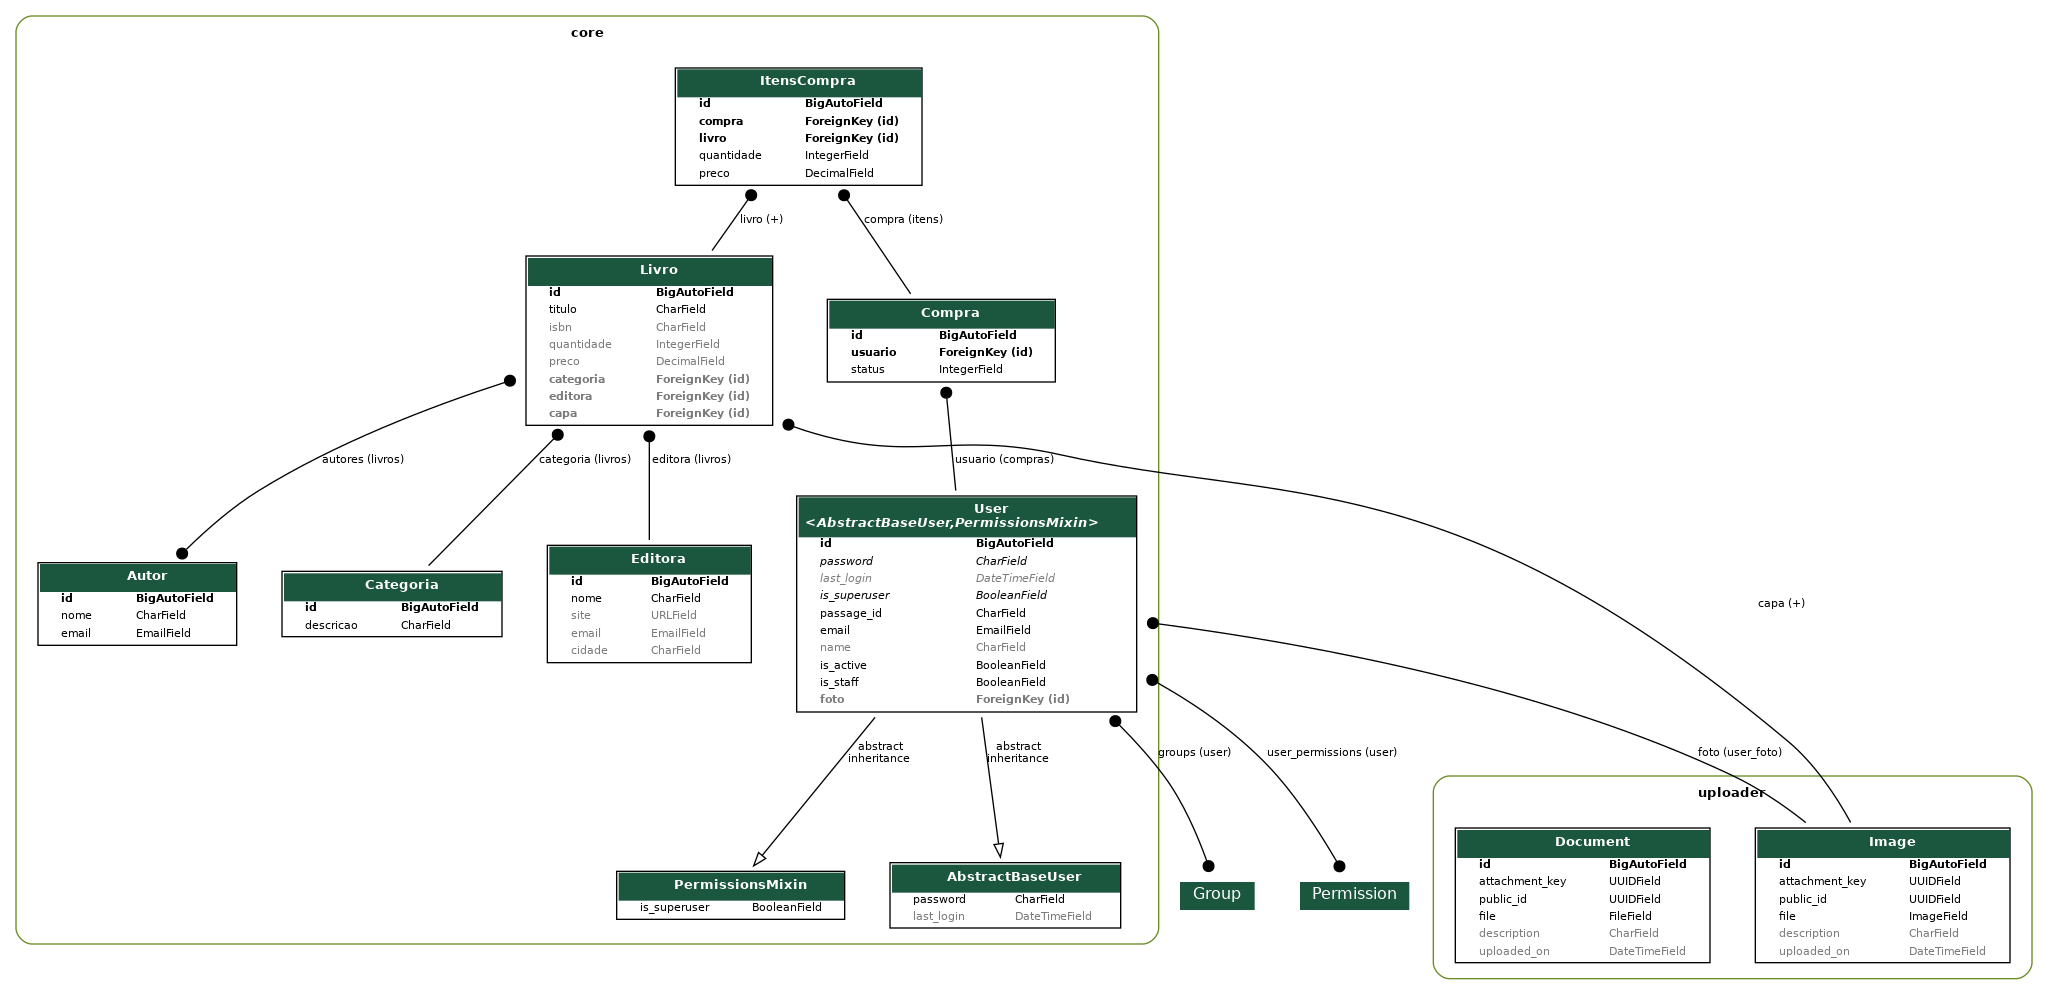 core
ItensCompra
id BigAutoField
compra ForeignKey (id)
livro ForeignKey (id)
quantidade IntegerField
preco DecimalField
livro (+)
compra (itens)
Livro
id BigAutoField
titulo CharField
isbn CharField
quantidade IntegerField
preco DecimalField
categoria ForeignKey (id)
editora ForeignKey (id)
capa ForeignKey (id)
Compra
id BigAutoField
usuario ForeignKey (id)
status IntegerField
autores (livros)
categoria (livros)
editora (livros)
usuario (compras)
Autor
id BigAutoField
nome CharField
email EmailField
Categoria
id BigAutoField
descricao CharField
Editora
id BigAutoField
nome CharField
site URLField
email EmailField
cidade CharField
User
<AbstractBaseUser,PermissionsMixin>
id BigAutoField
password CharField
last_login DateTimeField
is_superuser BooleanField
passage_id CharField
email EmailField
name CharField
is_active BooleanField
is_staff BooleanField
foto ForeignKey (id)
capa (+)
abstract
inheritance
abstract
inheritance
groups (user)
user_permissions (user)
foto (user_foto)
PermissionsMixin
is_superuser BooleanField
AbstractBaseUser
password CharField
last_login DateTimeField
Group
Permission
uploader
Document
id BigAutoField
attachment_key UUIDField
public_id UUIDField
file FileField
description CharField
uploaded_on DateTimeField
Image
id BigAutoField
attachment_key UUIDField
public_id UUIDField
file ImageField
description CharField
uploaded_on DateTimeField